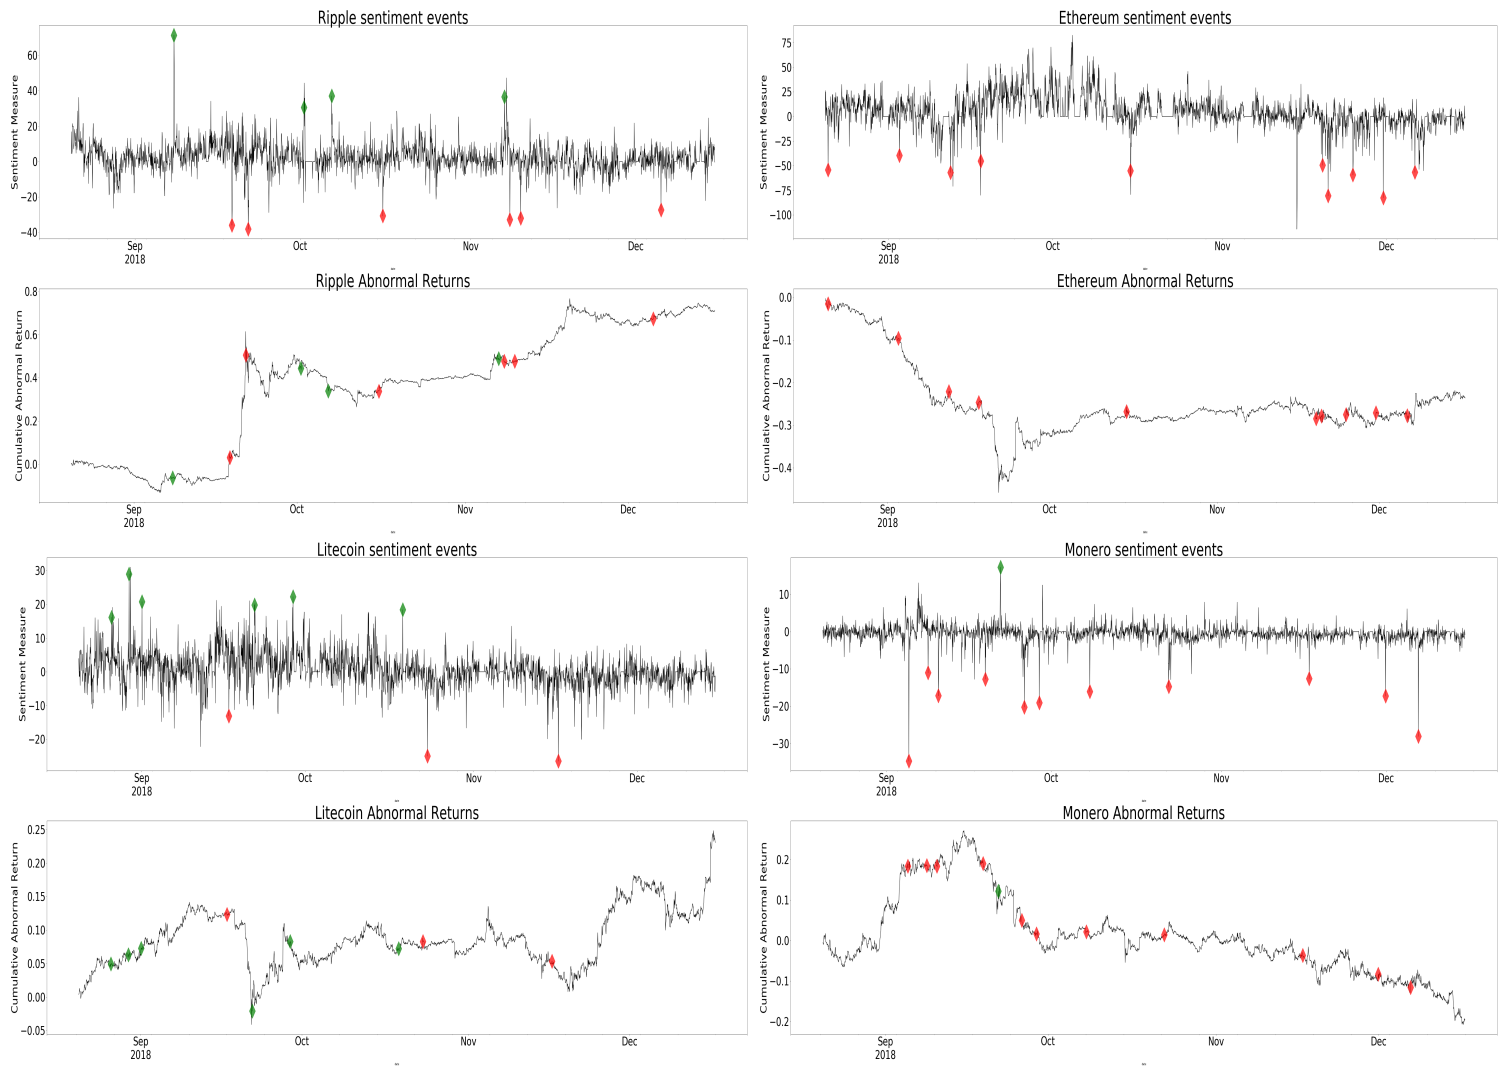 Ripple sentiment events
Sentiment Measure
60
40
20
0
−20
−40
Sep
2018
Oct
Nov
Dec
Ethereum sentiment events
Sentiment Measure
75
50
25
0
−25
−50
−75
−100
Sep
2018
Oct
Nov
Dec
Ripple Abnormal Returns
Cumulative Abnormal Return
0.8
0.6
0.4
0.2
0.0
Sep
2018
Oct
Nov
Dec
Ethereum Abnormal Returns
Cumulative Abnormal Return
0.0
−0.1
−0.2
−0.3
−0.4
Sep
2018
Oct
Nov
Dec
Litecoin sentiment events
Sentiment Measure
30
20
10
0
−10
−20
Sep
2018
Oct
Nov
Dec
Monero sentiment events
Sentiment Measure
10
0
−10
−20
−30
Sep
2018
Oct
Nov
Dec
Litecoin Abnormal Returns
Cumulative Abnormal Return
0.25
0.20
0.15
0.10
0.05
0.00
−0.05
Sep
2018
Oct
Nov
Dec
Monero Abnormal Returns
Cumulative Abnormal Return
0.2
0.1
0.0
−0.1
−0.2
Sep
2018
Oct
Nov
Dec